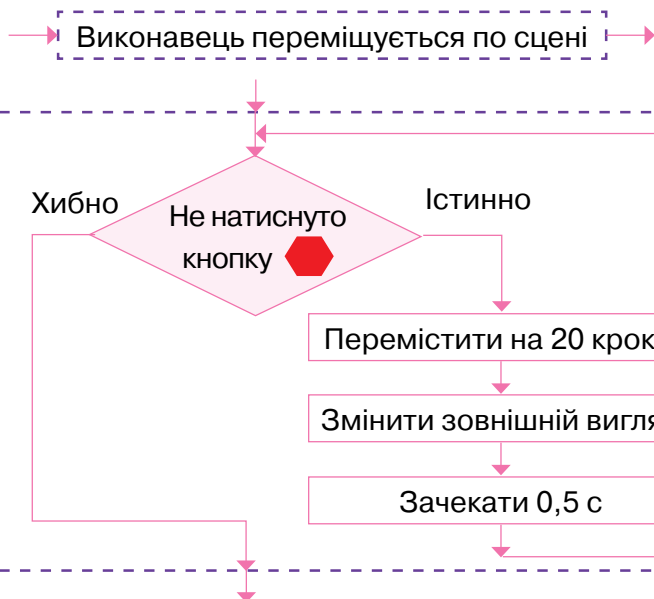 Виконавець переміщується по сцені
Хибно
Істинно
Не натиснуто
кнопку
Перемістити на 20 крок
Змінити зовнішній вигля
Зачекати 0,5 с